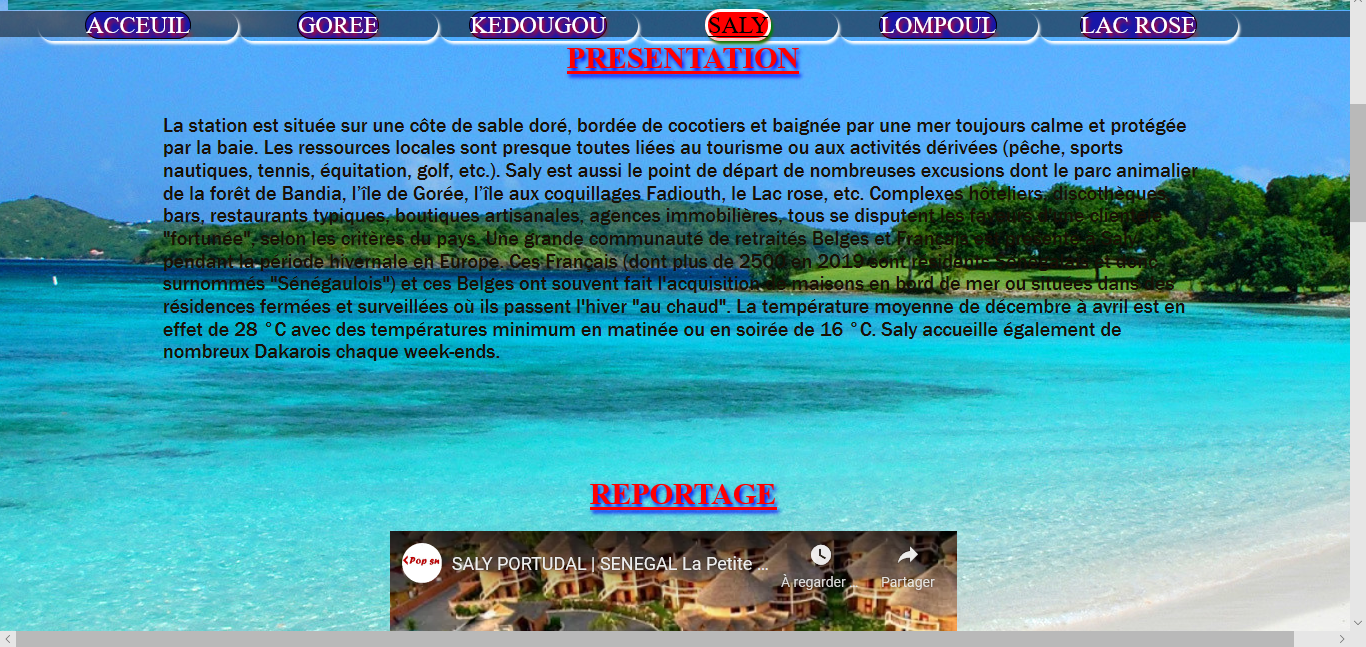 ACCEUIL GOREE KEDOUGOU SALY LOMPOUL LAC ROSE
PRESENTATION
La station est située sur une côte de sable doré, bordée de cocotiers et baignée par une mer toujours calme et protégée
par la baie. Les ressources locales sont presque toutes liées au tourisme ou aux activités dérivées (pêche, sports
nautiques, tennis, équitation, golf, etc.). Saly est aussi le point de départ de nombreuses excusions dont le parc animalier
de la forêt de Bandia, l’île de Gorée, l’île aux coquillages Fadiouth, le Lac rose, etc. Complexes hôteliers, discothèques,
bars, restaurants typiques, boutiques artisanales, agences immobilières, tous se disputent les faveurs d'une clientèle
"fortunée", selon les critères du pays. Une grande communauté de retraités Belges et Français est présente à Saly
pendant la période hivernale en Europe. Ces Français (dont plus de 2500 en 2019 sont résidents Sénégalais et donc
surnommés "Sénégaulois") et ces Belges ont souvent fait l'acquisition de maisons en bord de mer ou situées dans des
résidences fermées et surveillées où ils passent l'hiver "au chaud". La température moyenne de décembre à avril est en
effet de 28 °C avec des températures minimum en matinée ou en soirée de 16 °C. Saly accueille également de
nombreux Dakarois chaque week-ends.
REPORTAGE
Pop sn SALY PORTUDAL | SENEGAL La Petite ...
À regarder ... Partager